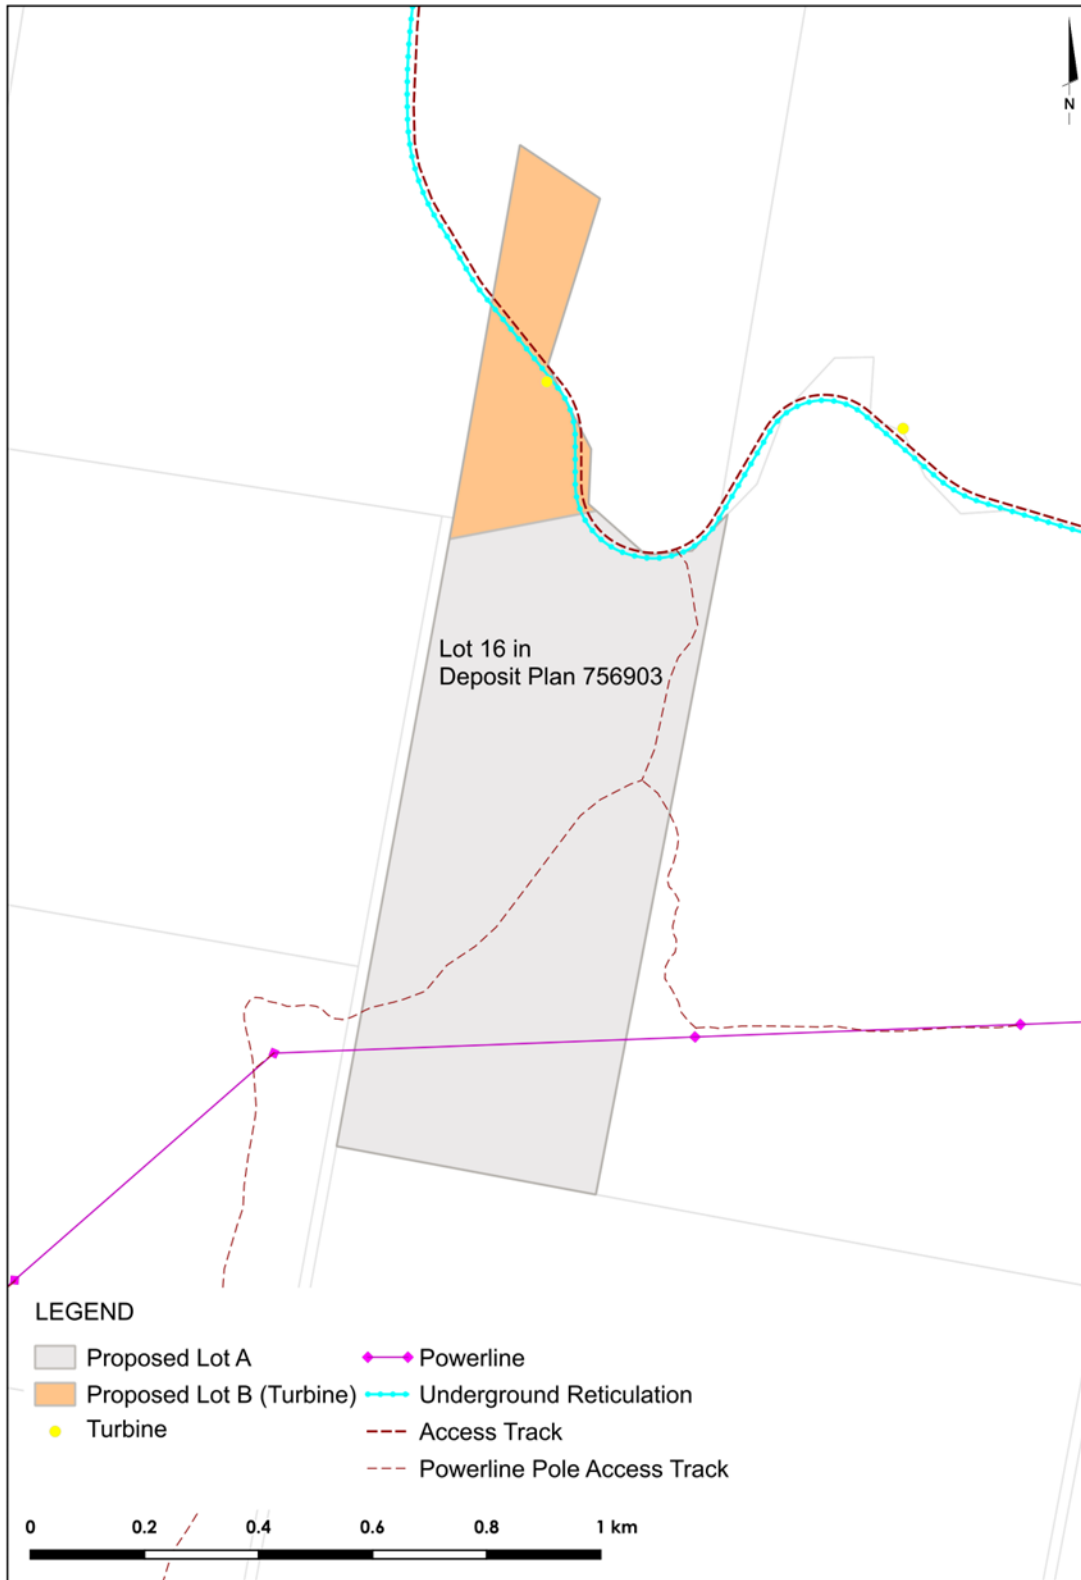 N
Lot 16 in
Deposit Plan 756903
LEGEND
Proposed Lot A
Proposed Lot B (Turbine)
Turbine
Powerline
Underground Reticulation
Access Track
Powerline Pole Access Track
0 0.2 0.4 0.6 0.8 1 km